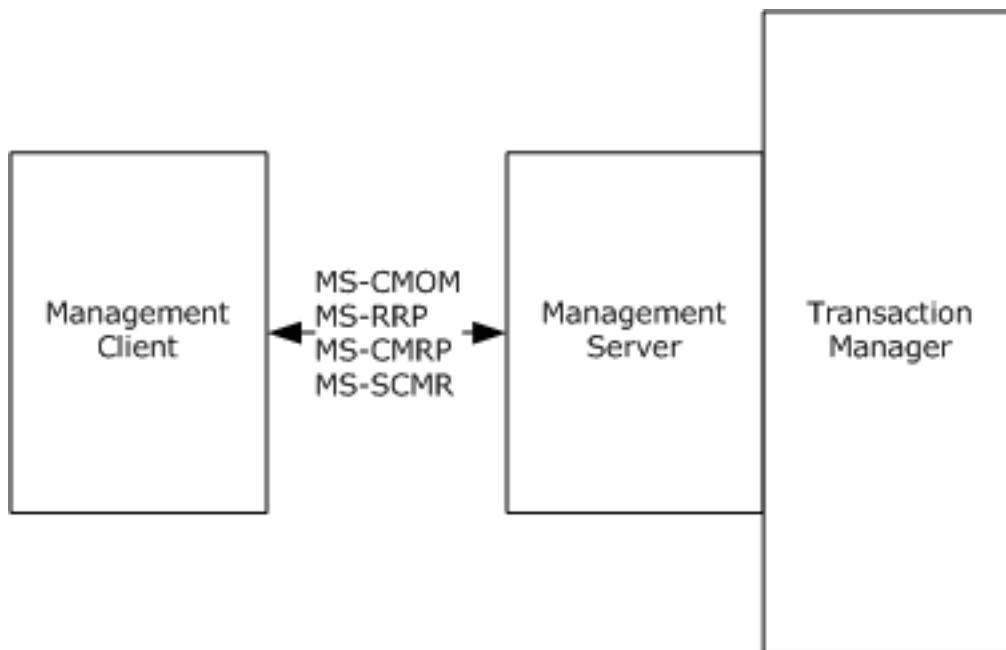 Management
Client
MS-CMOM
MS-RRP
MS-CMRP
MS-SCMR
Management
Server
Transaction
Manager